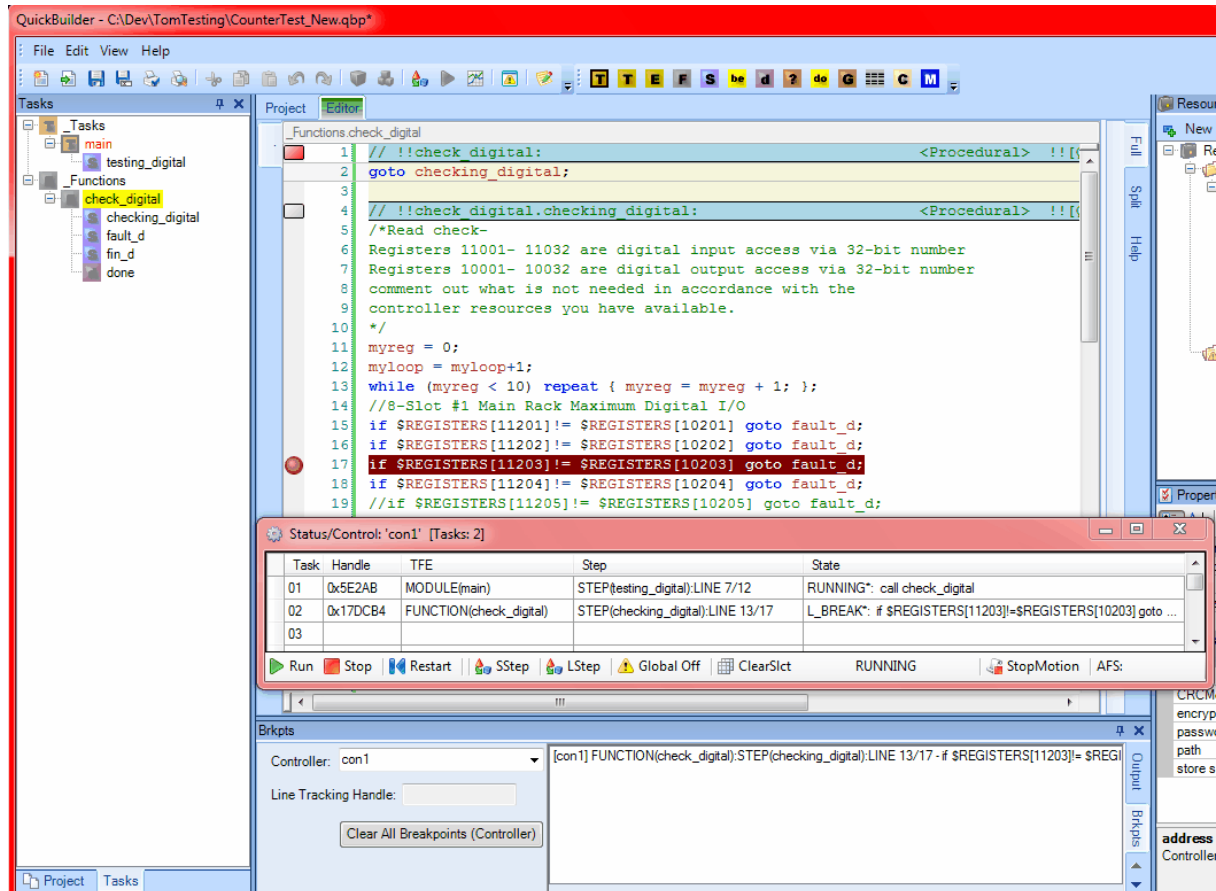 QuickBuilder - C:\Dev\TomTesting\CounterTest_New.qbp*
File Edit View Help
T T E F S be d ? do G C M
Tasks
_Tasks
main
testing_digital
_Functions
check_digital
checking_digital
fault_d
fin_d
done
Project Tasks
Project Editor
_Functions.check_digital
1 // !!check_digital: <Procedural> !![
2 goto checking_digital;
3
4 // !!check_digital.checking_digital: <Procedural> !![
5 /*Read check-
6 Registers 11001- 11032 are digital input access via 32-bit number
7 Registers 10001- 10032 are digital output access via 32-bit number
8 comment out what is not needed in accordance with the
9 controller resources you have available.
10 */
11 myreg = 0;
12 myloop = myloop+1;
13 while (myreg < 10) repeat { myreg = myreg + 1; };
14 //8-Slot #1 Main Rack Maximum Digital I/O
15 if $REGISTERS[11201]!= $REGISTERS[10201] goto fault_d;
16 if $REGISTERS[11202]!= $REGISTERS[10202] goto fault_d;
17 if $REGISTERS[11203]!= $REGISTERS[10203] goto fault_d;
18 if $REGISTERS[11204]!= $REGISTERS[10204] goto fault_d;
19 //if $REGISTERS[11205]!= $REGISTERS[10205] goto fault_d;
Full
Split
Help
Resou
New
Re
Propert
Status/Control: 'con1' [Tasks: 2]
Task Handle TFE Step State
01 0x5E2AB MODULE(main) STEP(testing_digital):LINE 7/12 RUNNING*: call check_digital
02 0x17DCB4 FUNCTION(check_digital) STEP(checking_digital):LINE 13/17 L_BREAK*: if $REGISTERS[11203]!=$REGISTERS[10203] goto ...
03
Run Stop Restart SStep LStep Global Off ClearSlct RUNNING StopMotion AFS:
Brkpts
Controller: con1
Line Tracking Handle:
Clear All Breakpoints (Controller)
[con1] FUNCTION(check_digital):STEP(checking_digital):LINE 13/17 - if $REGISTERS[11203]!= $REGI
Output
Brkpts
CRCM
encryp
passwo
path
store s
address
Controller